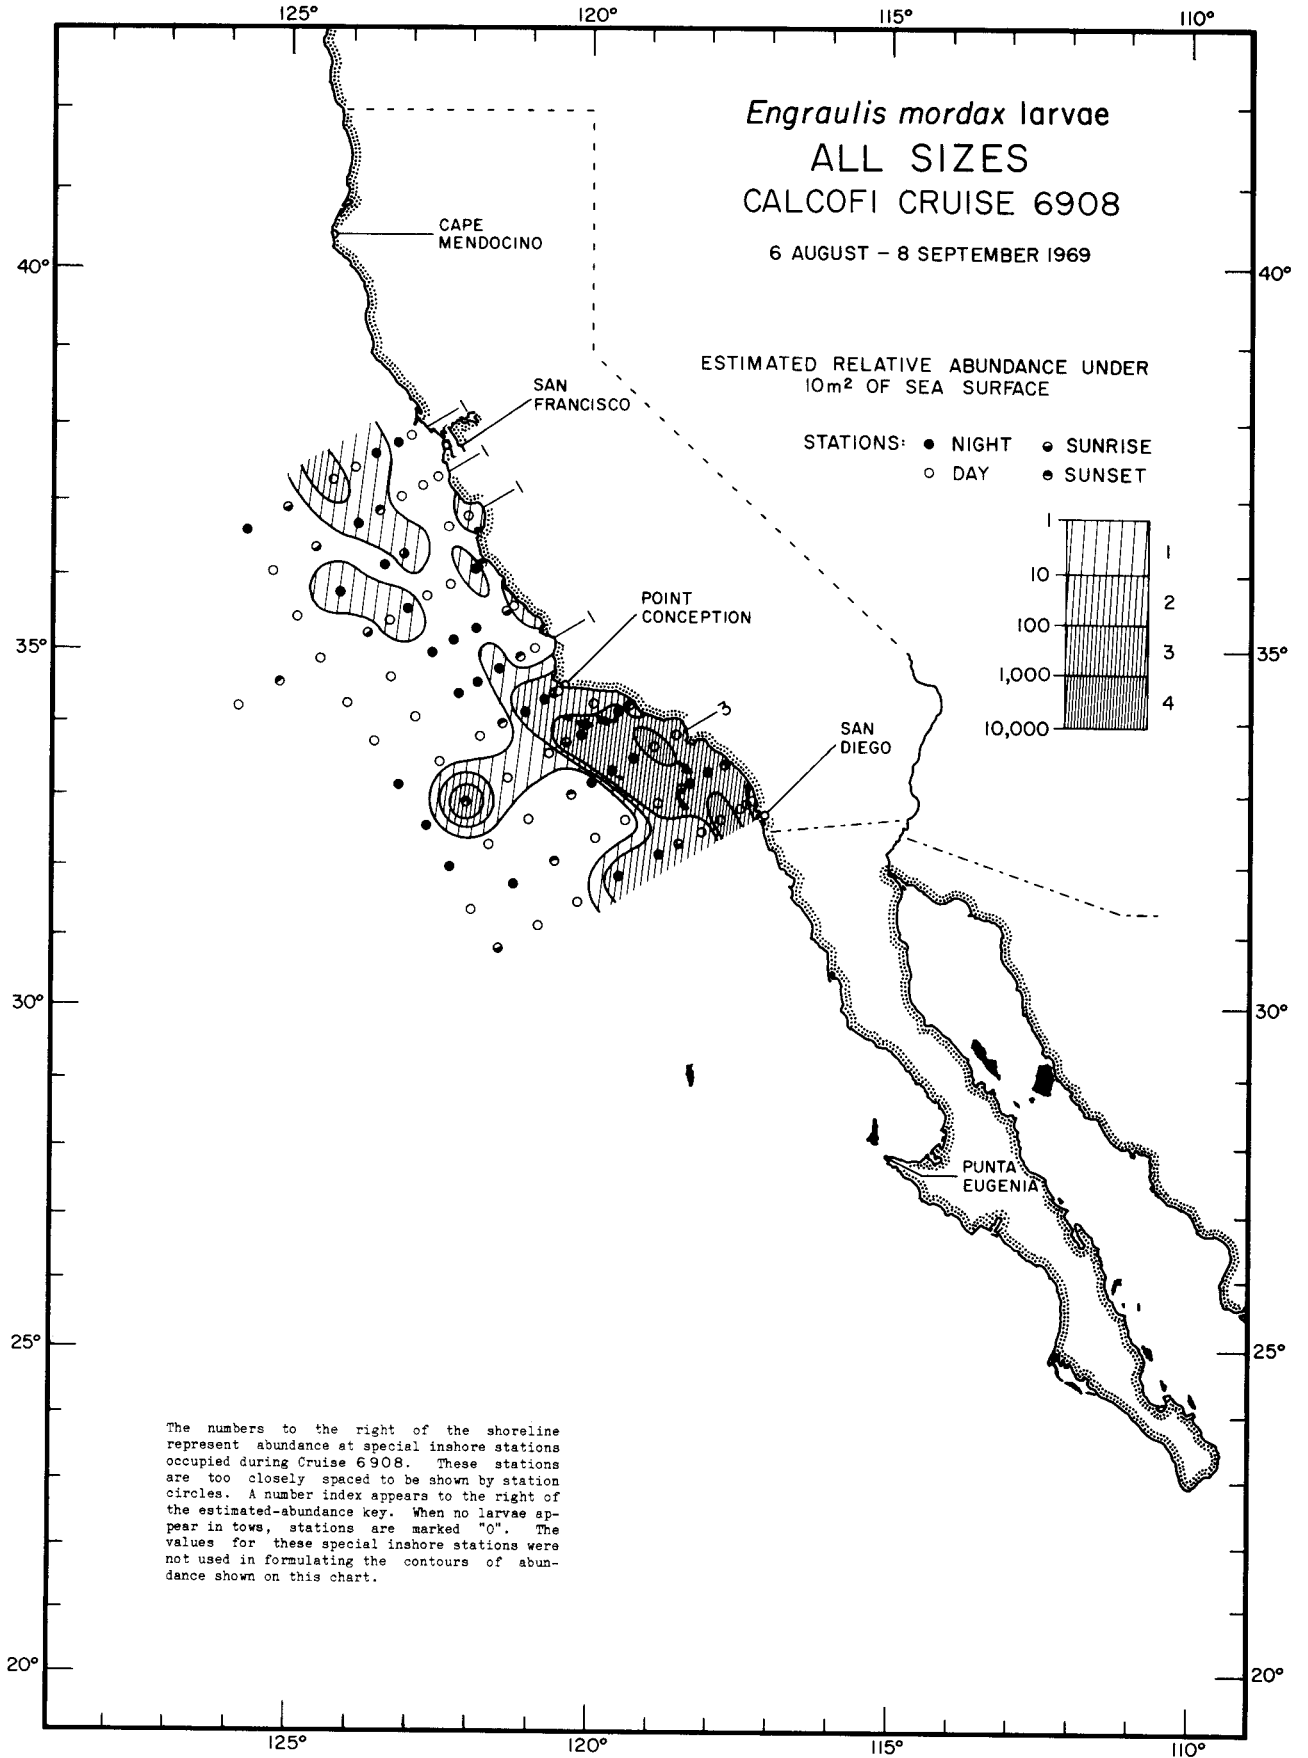 125° 120° 115° 110°
Engraulis mordax larvae
ALL SIZES
CALCOFI CRUISE 6908
6 AUGUST – 8 SEPTEMBER 1969
CAPE
MENDOCINO
40° 40°
ESTIMATED RELATIVE ABUNDANCE UNDER
10m² OF SEA SURFACE
SAN
FRANCISCO
1
STATIONS: ● NIGHT ◒ SUNRISE
○ DAY ◓ SUNSET
1
1
1
1
10
2
100
3
1,000
4
10,000
POINT
CONCEPTION
1
35° 35°
3
SAN
DIEGO
30° 30°
PUNTA
EUGENIA
25° 25°
The numbers to the right of the shoreline
represent abundance at special inshore stations
occupied during Cruise 6908. These stations
are too closely spaced to be shown by station
circles. A number index appears to the right of
the estimated-abundance key. When no larvae ap-
pear in tows, stations are marked "0". The
values for these special inshore stations were
not used in formulating the contours of abun-
dance shown on this chart.
20° 20°
125° 120° 115° 110°